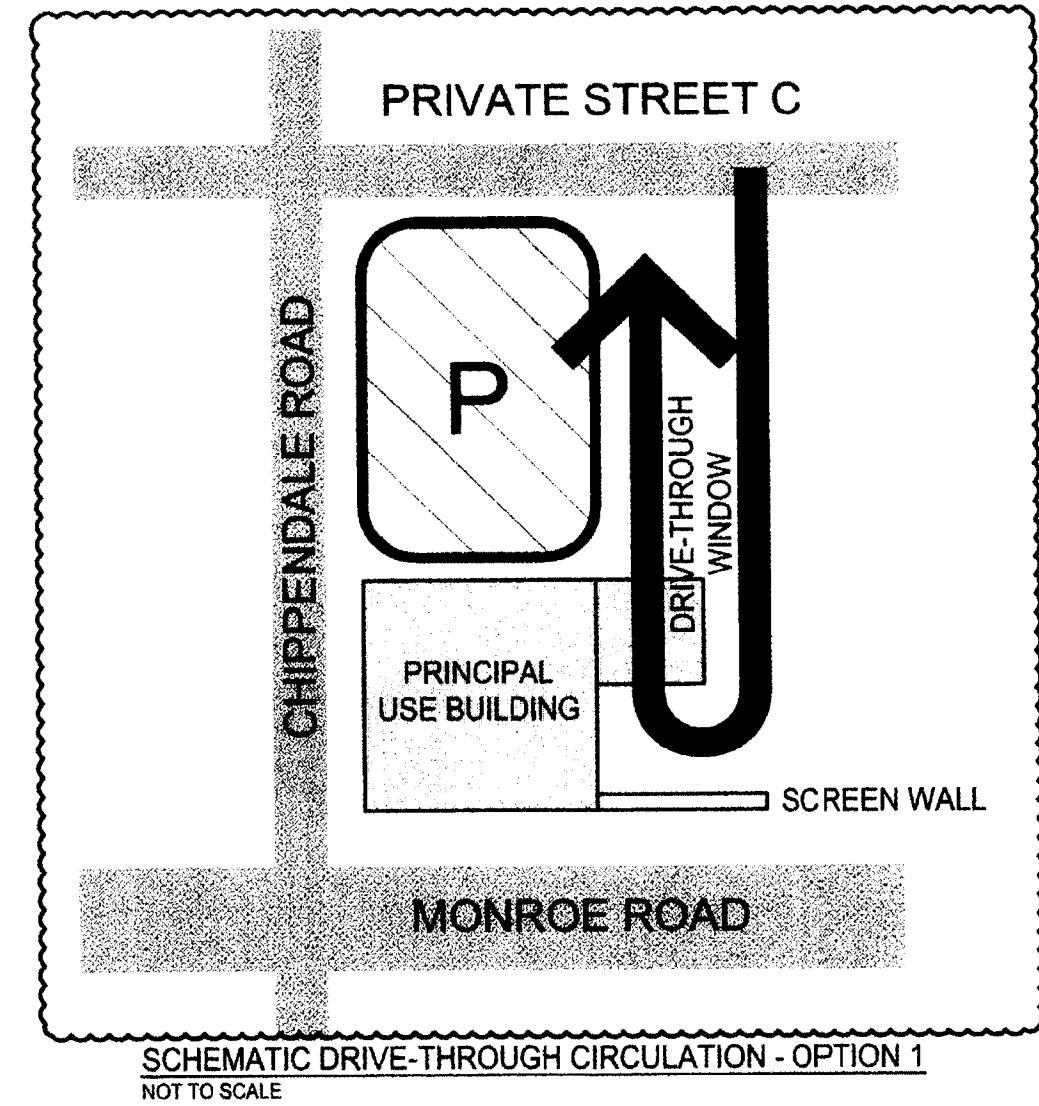 PRIVATE STREET C
CHIPPENDALE ROAD
P
DRIVE-THROUGH
WINDOW
PRINCIPAL
USE BUILDING
SCREEN WALL
MONROE ROAD
SCHEMATIC DRIVE-THROUGH CIRCULATION - OPTION 1
NOT TO SCALE